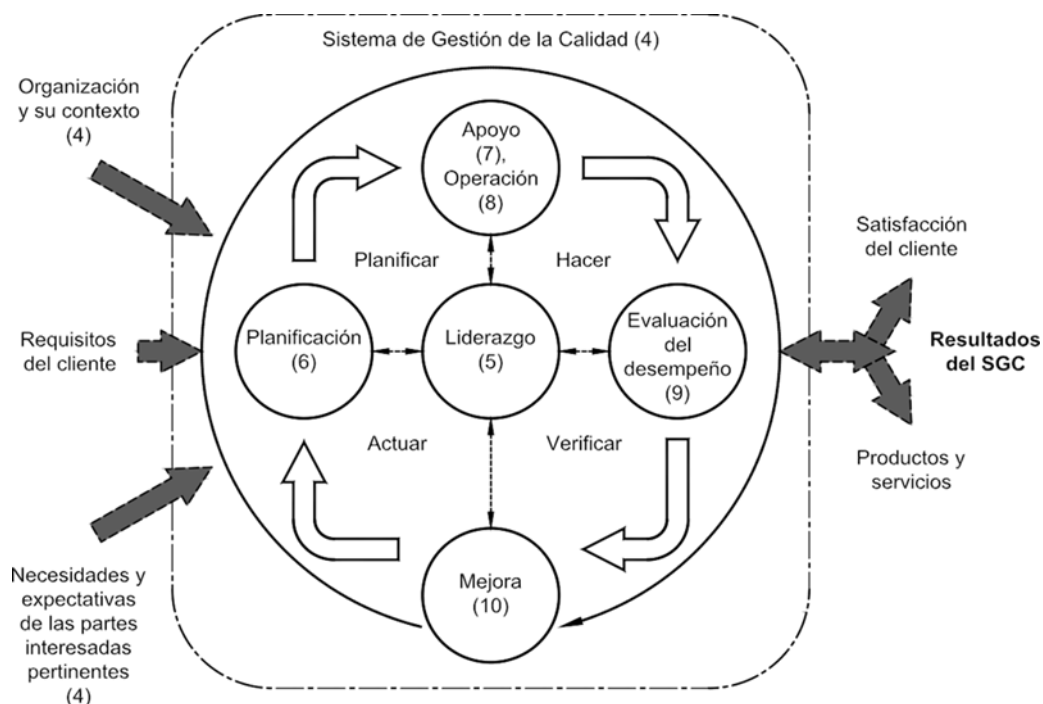 Sistema de Gestión de la Calidad (4)
Organización
y su contexto
(4)
Apoyo
(7),
Operación
(8)
Planificar
Hacer
Satisfacción
del cliente
Requisitos
del cliente
Planificación
(6)
Liderazgo
(5)
Evaluación
del
desempeño
(9)
Resultados
del SGC
Actuar
Verificar
Productos y
servicios
Necesidades y
expectativas
de las partes
interesadas
pertinentes
(4)
Mejora
(10)